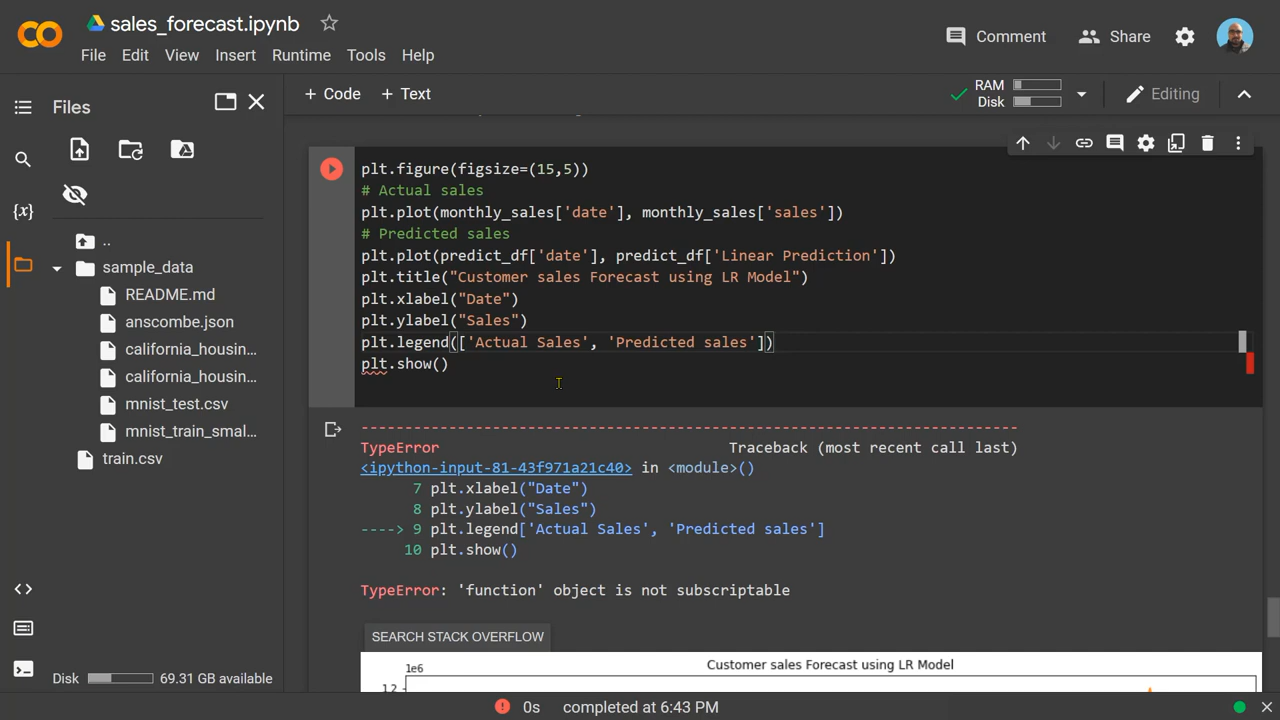 sales_forecast.ipynb
File Edit View Insert Runtime Tools Help
Comment Share
Files
+ Code + Text
RAM
Disk
Editing
..
sample_data
README.md
anscombe.json
california_housin...
california_housin...
mnist_test.csv
mnist_train_smal...
train.csv
{x}
plt.figure(figsize=(15,5))
# Actual sales
plt.plot(monthly_sales['date'], monthly_sales['sales'])
# Predicted sales
plt.plot(predict_df['date'], predict_df['Linear Prediction'])
plt.title("Customer sales Forecast using LR Model")
plt.xlabel("Date")
plt.ylabel("Sales")
plt.legend(['Actual Sales', 'Predicted sales'])
plt.show()
---------------------------------------------------------------------------
TypeError Traceback (most recent call last)
<ipython-input-81-43f971a21c40> in <module>()
7 plt.xlabel("Date")
8 plt.ylabel("Sales")
----> 9 plt.legend['Actual Sales', 'Predicted sales']
10 plt.show()
TypeError: 'function' object is not subscriptable
SEARCH STACK OVERFLOW
1e6
Customer sales Forecast using LR Model
1.2
Disk 69.31 GB available
0s completed at 6:43 PM